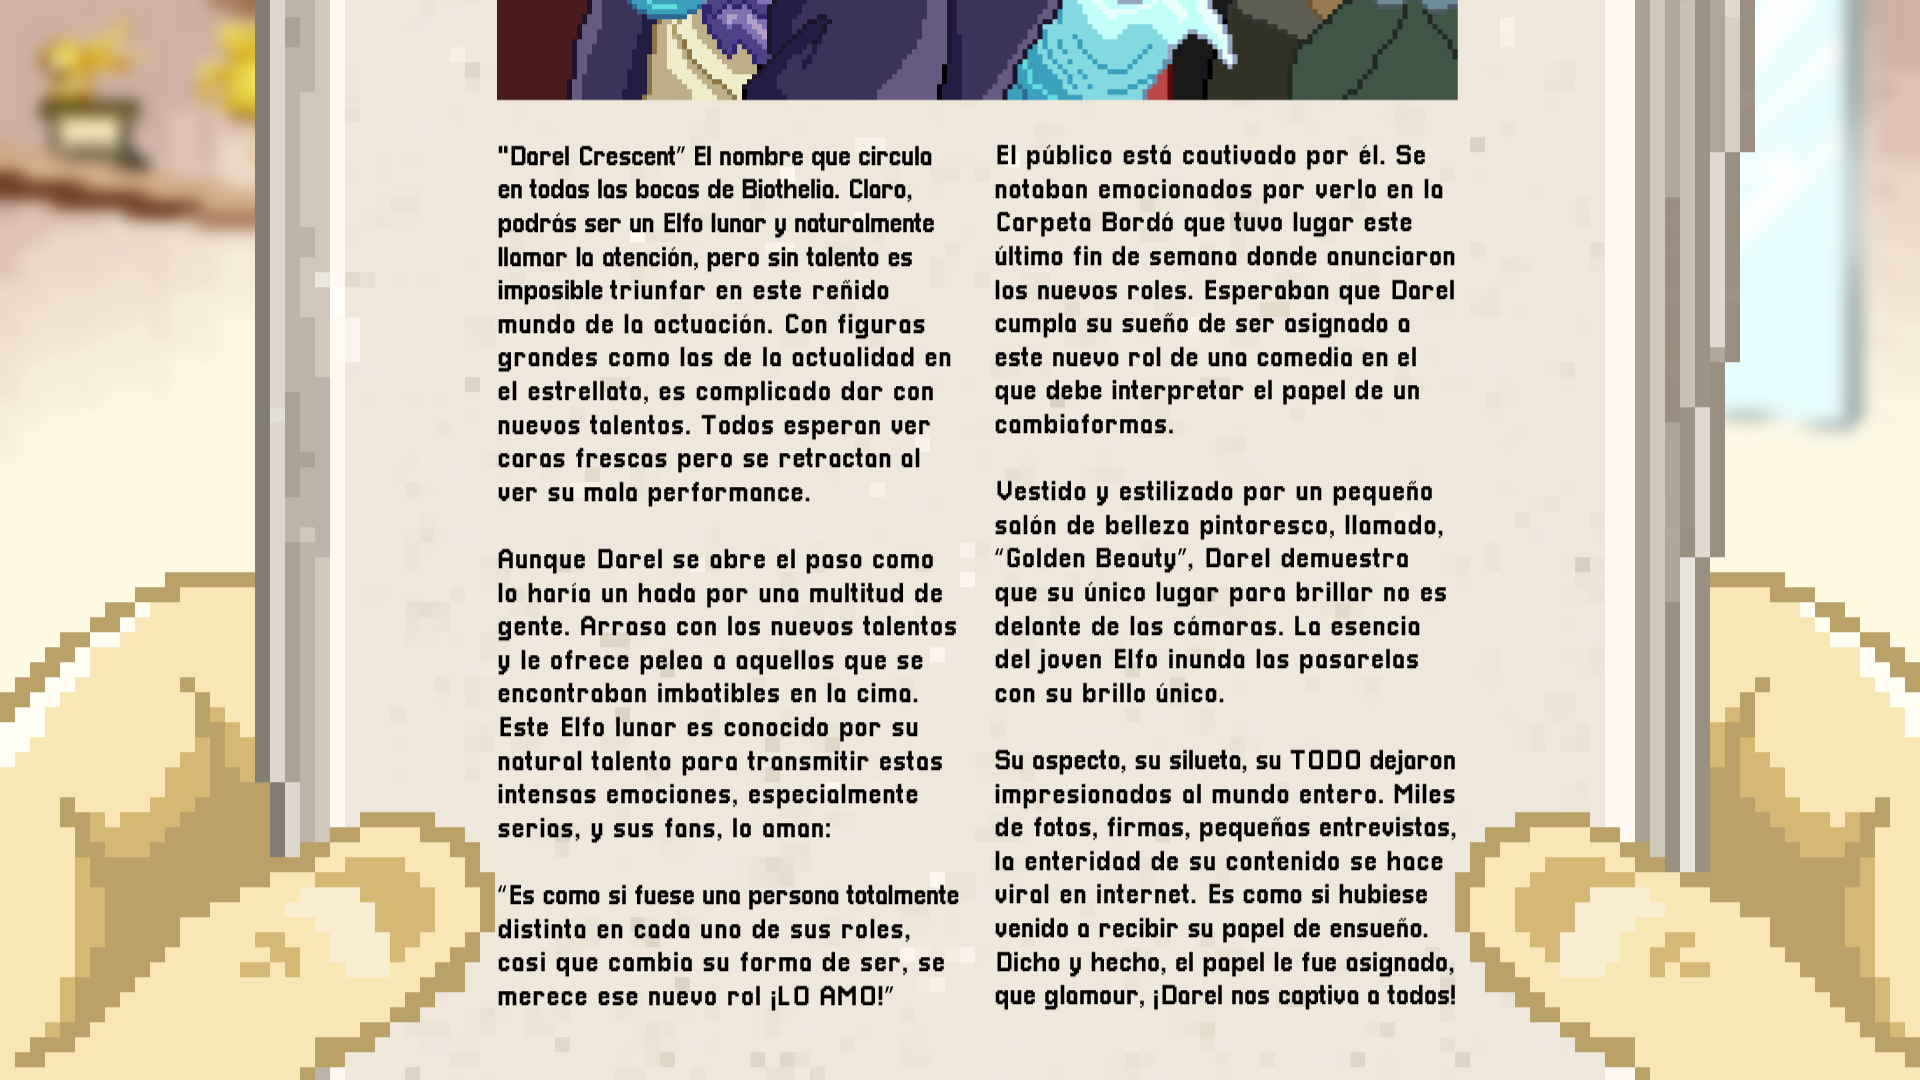 "Darel Crescent" El nombre que circula
en todas las bocas de Biathelia. Claro,
podrás ser un Elfo lunar y naturalmente
llamar la atención, pero sin talento es
imposible triunfar en este reñido
mundo de la actuación. Con figuras
grandes como las de la actualidad en
el estrellato, es complicado dar con
nuevos talentos. Todos esperan ver
caras frescas pero se retractan al
ver su mala performance.
Aunque Darel se abre el paso como
lo haría un hada por una multitud de
gente. Arrasa con los nuevos talentos
y le ofrece pelea a aquellos que se
encontraban imbatibles en la cima.
Este Elfo lunar es conocido por su
natural talento para transmitir estas
intensas emociones, especialmente
serias, y sus fans, lo aman:
“Es como si fuese una persona totalmente
distinta en cada uno de sus roles,
casi que cambia su forma de ser, se
merece ese nuevo rol ¡LO AMO!”
El público está cautivado por él. Se
notaban emocionados por verlo en la
Carpeta Bordó que tuvo lugar este
último fin de semana donde anunciaron
los nuevos roles. Esperaban que Darel
cumpla su sueño de ser asignado a
este nuevo rol de una comedia en el
que debe interpretar el papel de un
cambiaformas.
Vestido y estilizado por un pequeño
salón de belleza pintoresco, llamado,
“Golden Beauty”, Darel demuestra
que su único lugar para brillar no es
delante de las cámaras. La esencia
del joven Elfo inunda las pasarelas
con su brillo único.
Su aspecto, su silueta, su TODO dejaron
impresionados al mundo entero. Miles
de fotos, firmas, pequeñas entrevistas,
la enteridad de su contenido se hace
viral en internet. Es como si hubiese
venido a recibir su papel de ensueño.
Dicho y hecho, el papel le fue asignado,
que glamour, ¡Darel nos captiva a todos!